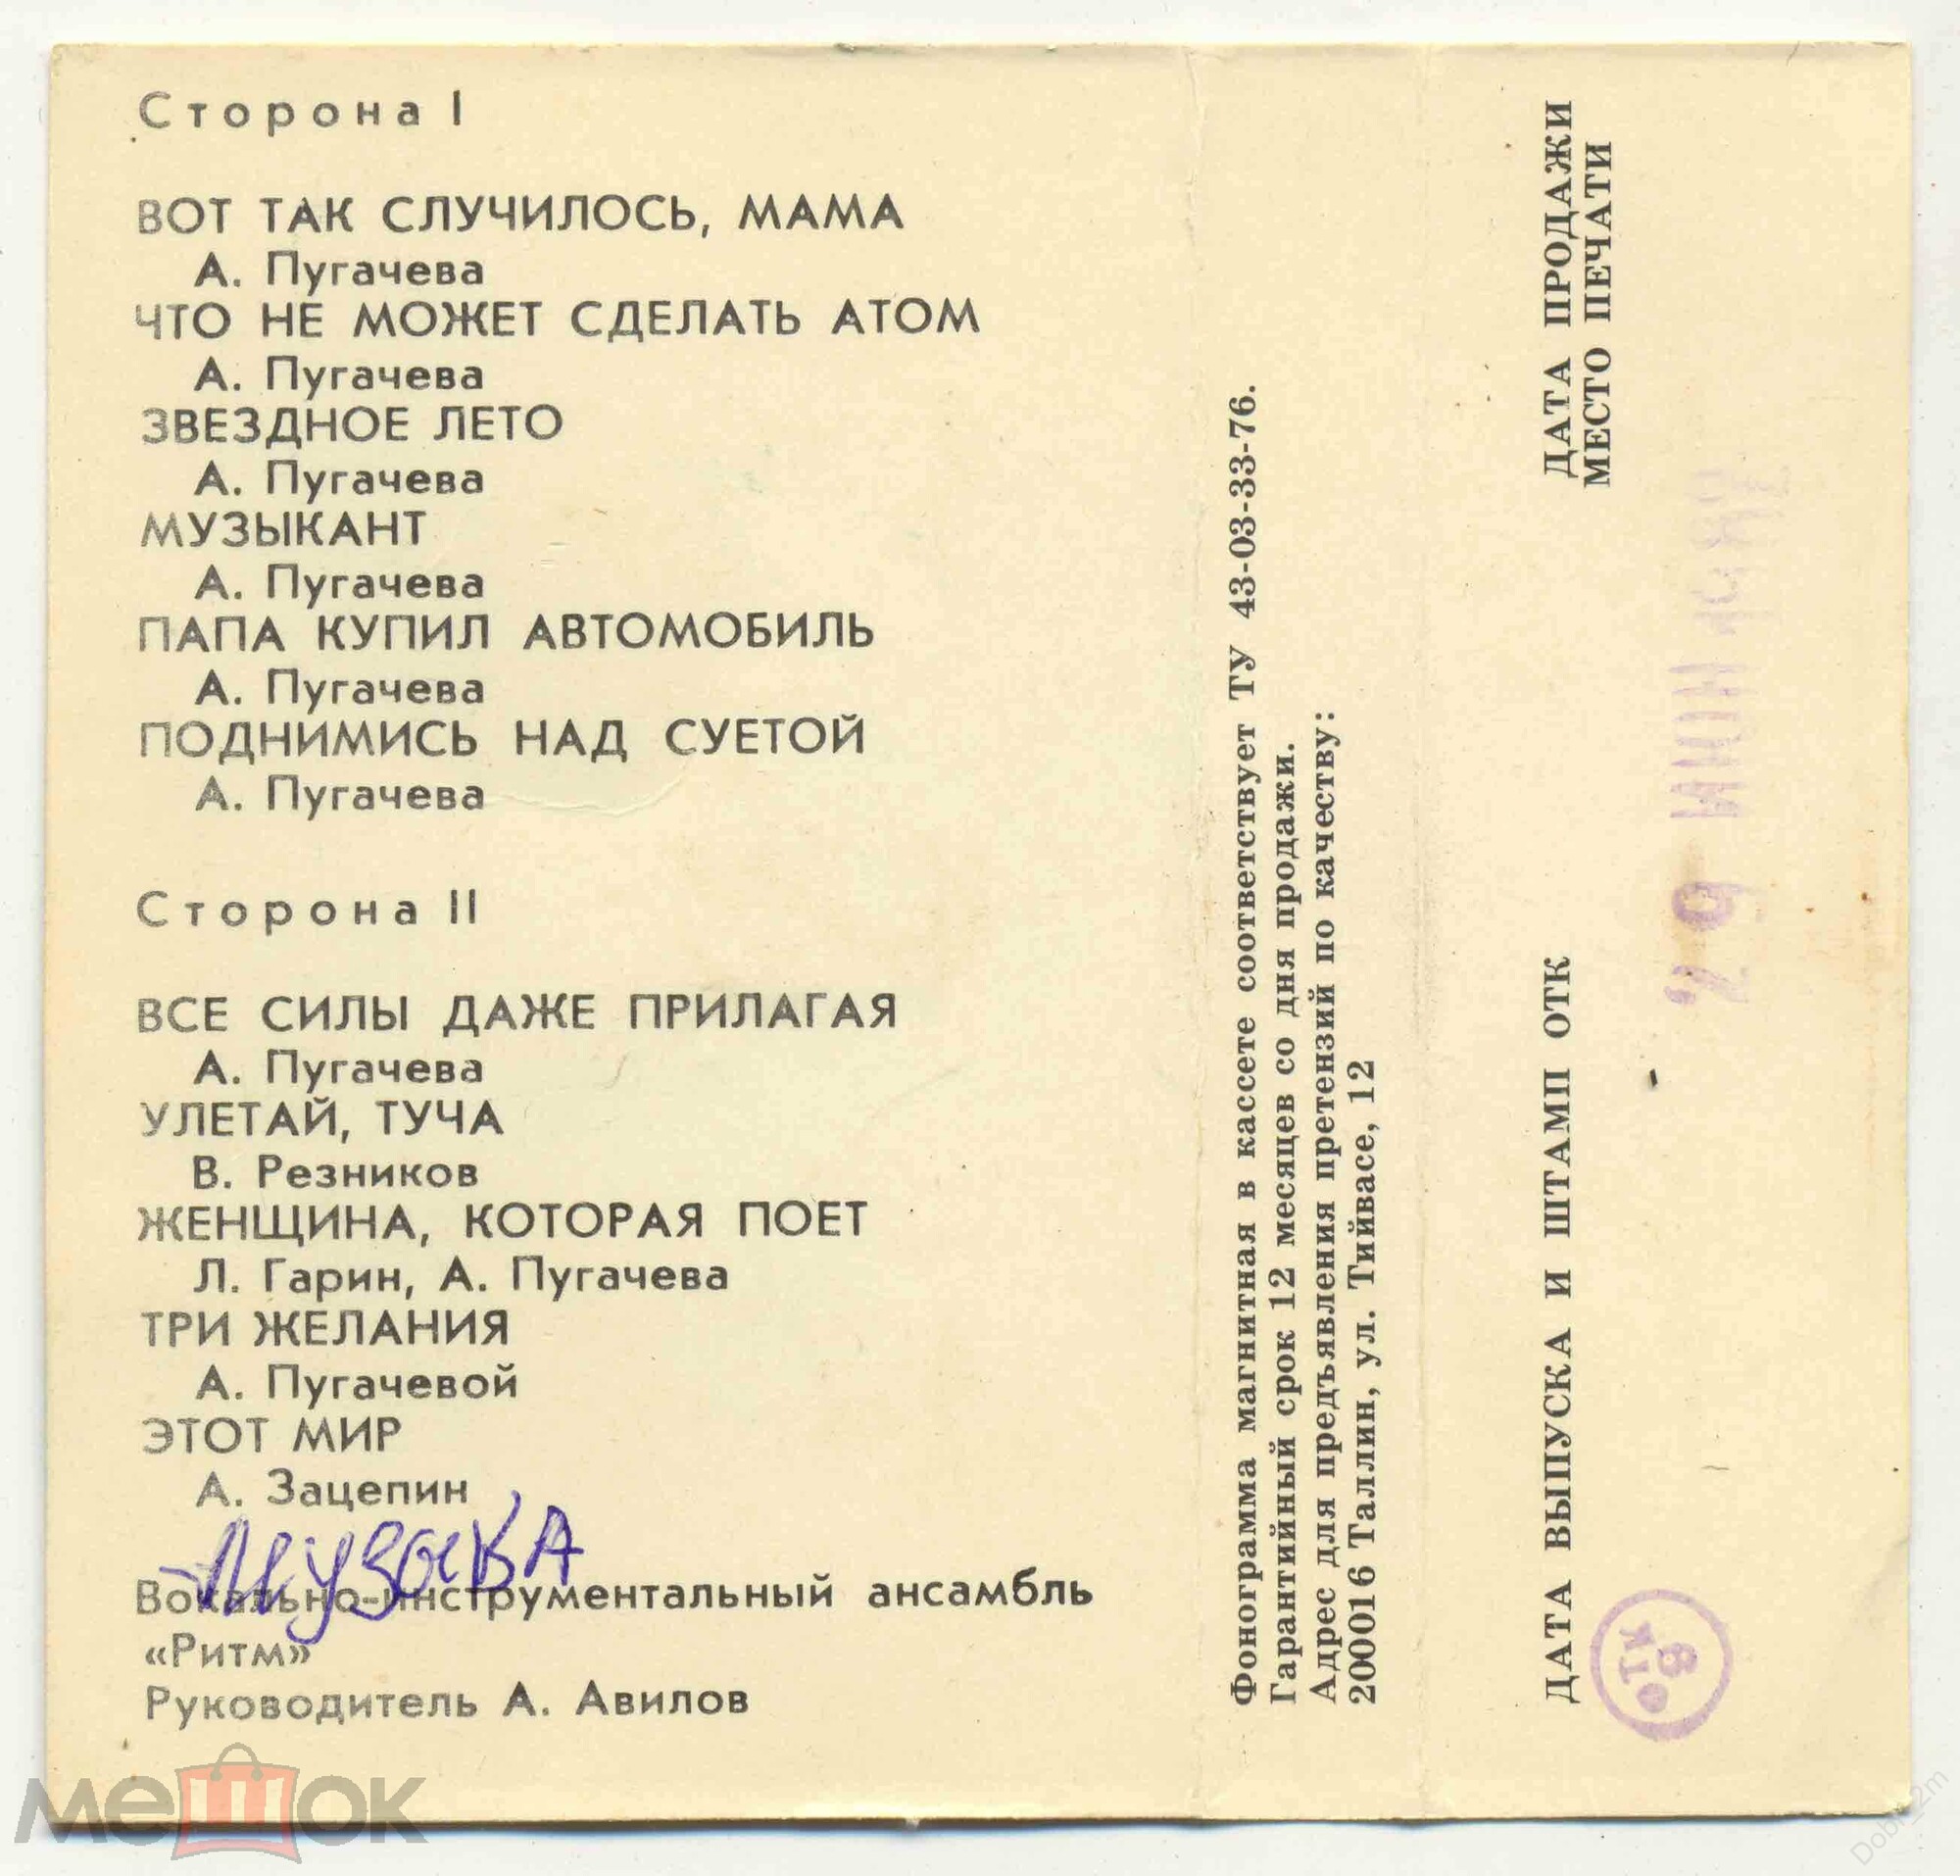 Сторона I
ВОТ ТАК СЛУЧИЛОСЬ, МАМА
А. Пугачева
ЧТО НЕ МОЖЕТ СДЕЛАТЬ АТОМ
А. Пугачева
ЗВЕЗДНОЕ ЛЕТО
А. Пугачева
МУЗЫКАНТ
А. Пугачева
ПАПА КУПИЛ АВТОМОБИЛЬ
А. Пугачева
ПОДНИМИСЬ НАД СУЕТОЙ
А. Пугачева
Сторона II
ВСЕ СИЛЫ ДАЖЕ ПРИЛАГАЯ
А. Пугачева
УЛЕТАЙ, ТУЧА
В. Резников
ЖЕНЩИНА, КОТОРАЯ ПОЕТ
Л. Гарин, А. Пугачева
ТРИ ЖЕЛАНИЯ
А. Пугачевой
ЭТОТ МИР
А. Зацепин
Вокально-инструментальный ансамбль
«Ритм»
Руководитель А. Авилов
Фонограмма магнитная в кассете соответствует ТУ 43-03-33-76.
Гарантийный срок 12 месяцев со дня продажи.
Адрес для предъявления претензий по качеству:
200016 Таллин, ул. Тийвасе, 12
ДАТА ВЫПУСКА И ШТАМП ОТК
ДАТА ПРОДАЖИ
МЕСТО ПЕЧАТИ
ОТК
8
мешок